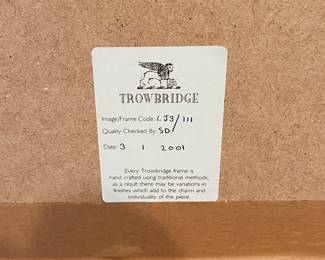 TROWBRIDGE
Image/Frame Code: LJ3/111
Quality Checked By: SD/
Date: 3 1 2001
Every Trowbridge frame is
hand crafted using traditional methods,
as a result there may be variations in
finishes which add to the charm and
individuality of the piece.